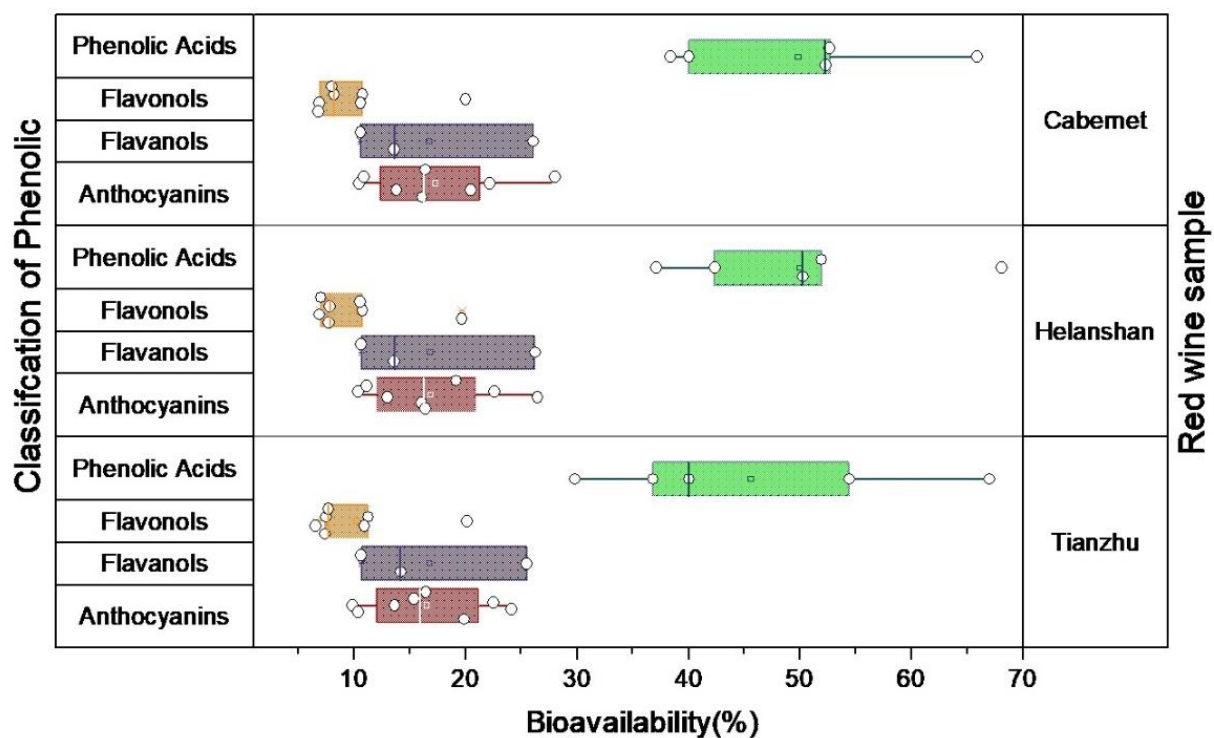 Classifcation of Phenolic
Phenolic Acids
Flavonols
Flavanols
Anthocyanins
Cabernet
Phenolic Acids
Flavonols
Flavanols
Anthocyanins
Helanshan
Phenolic Acids
Flavonols
Flavanols
Anthocyanins
Tianzhu
Red wine sample
10 20 30 40 50 60 70
Bioavailability(%)